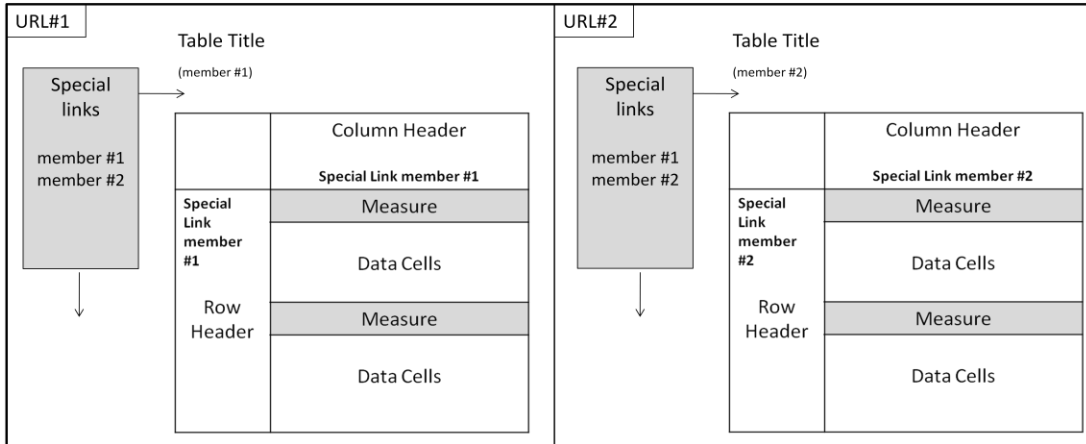 URL#1
Table Title
(member #1)
Special
links
member #1
member #2
Column Header
Special Link member #1
Special
Link
member
#1
Row
Header
Measure
Data Cells
Measure
Data Cells
URL#2
Table Title
(member #2)
Special
links
member #1
member #2
Column Header
Special Link member #2
Special
Link
member
#2
Row
Header
Measure
Data Cells
Measure
Data Cells